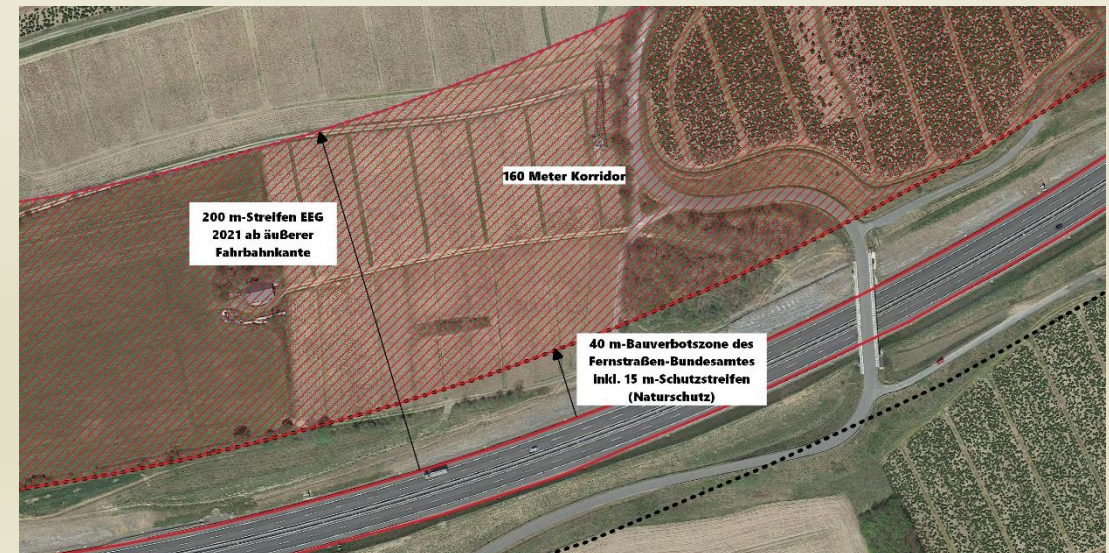 160 Meter Korridor
200 m-Streifen EEG
2021 ab äußerer
Fahrbahnkante
40 m-Bauverbotszone des
Fernstraßen-Bundesamtes
inkl. 15 m-Schutzstreifen
(Naturschutz)